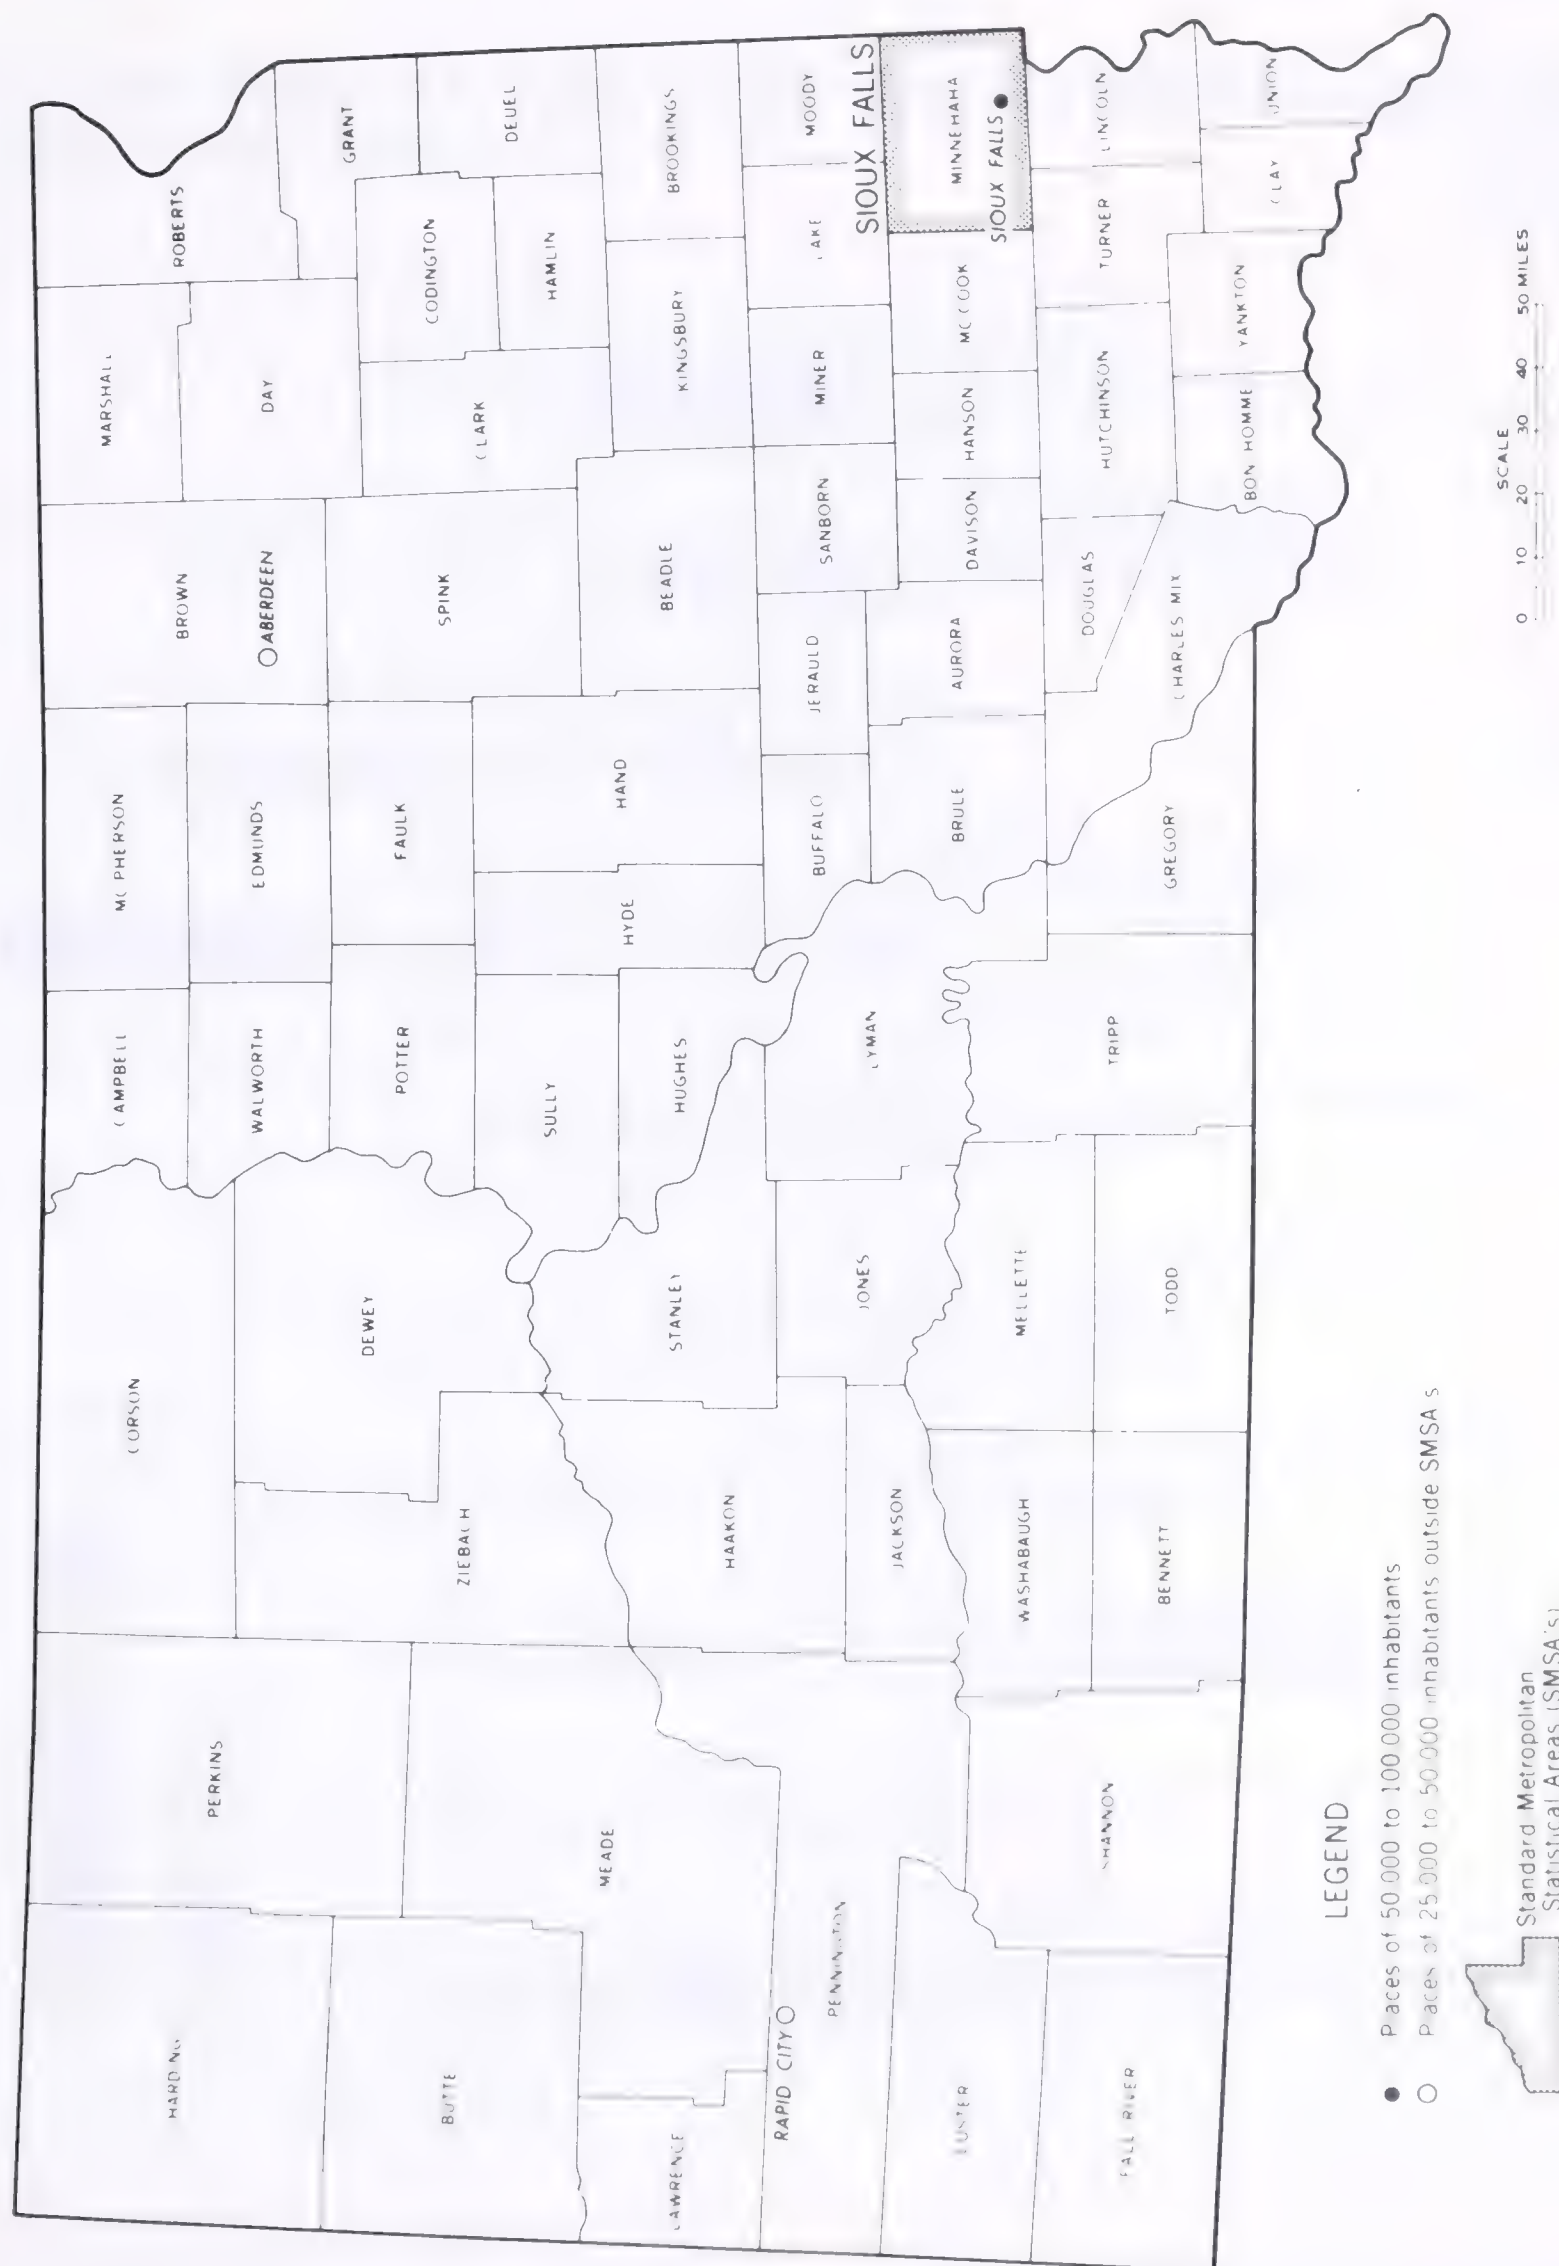 HARDING
PERKINS
CORSON
CAMPBELL
MC PHERSON
BROWN
MARSHALL
ROBERTS
WALWORTH
EDMUNDS
DAY
ABERDEEN
GRANT
BUTTE
MEADE
ZIEBACH
DEWEY
POTTER
FAULK
SPINK
CLARK
CODINGTON
DEUEL
HAMLIN
LAWRENCE
HAAKON
STANLEY
SULLY
HUGHES
HYDE
HAND
BEADLE
KINGSBURY
BROOKINGS
RAPID CITY
PENNINGTON
JACKSON
JONES
LYMAN
BUFFALO
JERAULD
SANBORN
MINER
LAKE
MOODY
SIOUX FALLS
CUSTER
WASHABAUGH
MELLETTE
BRULE
AURORA
DAVISON
HANSON
MC COOK
MINNEHAHA
SIOUX FALLS
FALL RIVER
SHANNON
BENNETT
TODD
TRIPP
GREGORY
CHARLES MIX
DOUGLAS
HUTCHINSON
TURNER
LINCOLN
BON HOMME
YANKTON
CLAY
UNION
LEGEND
Places of 50 000 to 100 000 inhabitants
Places of 25 000 to 50 000 inhabitants outside SMSA's
Standard Metropolitan
Statistical Areas (SMSA's)
SCALE
0 10 20 30 40 50 MILES